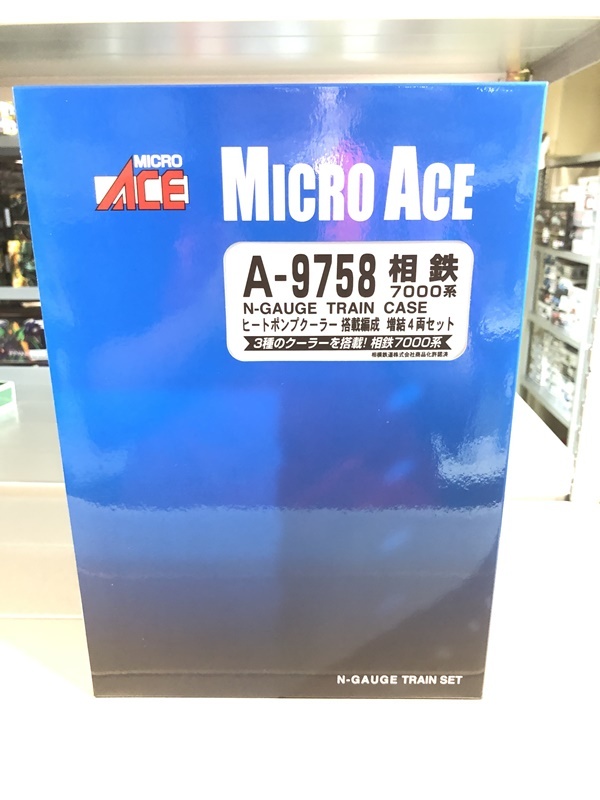 MICRO
ACE
MICRO ACE
A-9758 相鉄
7000系
N-GAUGE TRAIN CASE
ヒートポンプクーラー 搭載編成 増結4両セット
3種のクーラーを搭載! 相鉄7000系
相模鉄道株式会社商品化許諾済
N-GAUGE TRAIN SET